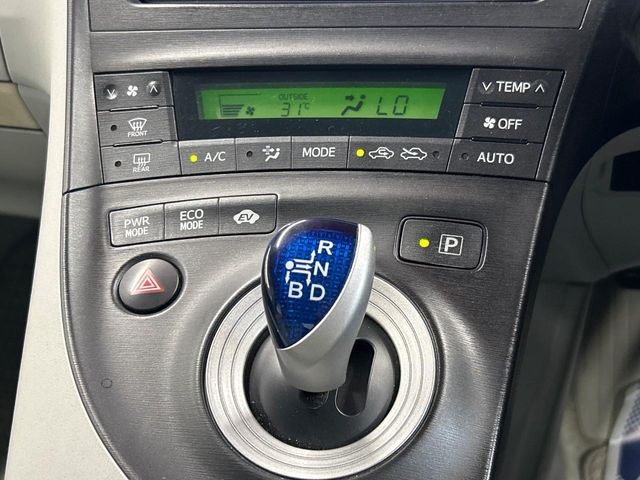 TEMP
OUTSIDE
31°C LO
FRONT
OFF
REAR
A/C
MODE
AUTO
PWR MODE
ECO MODE
EV
P
R
N
B D